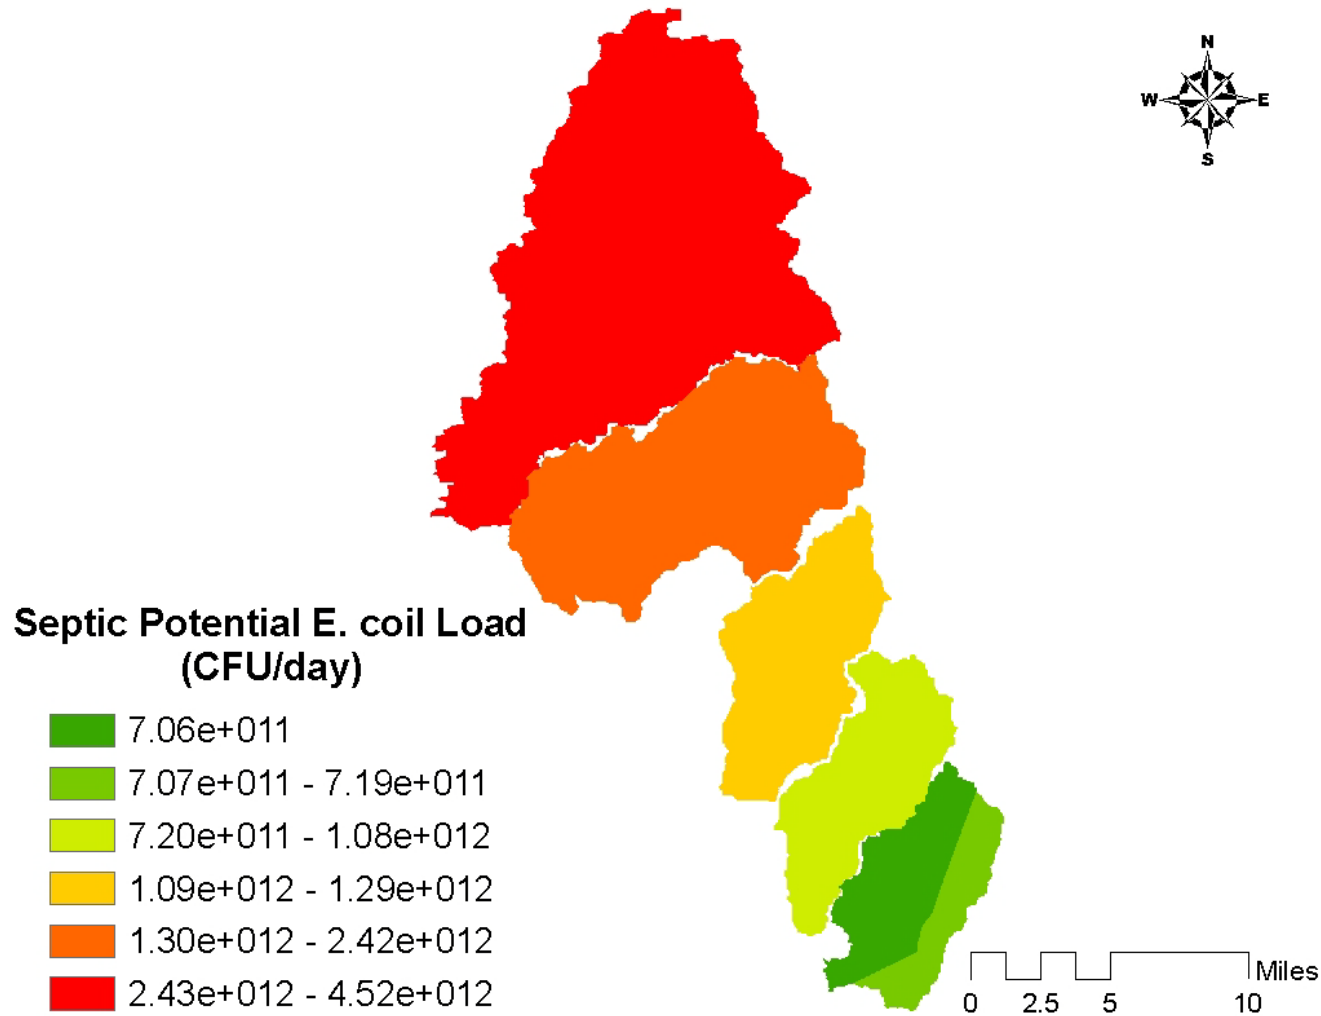 N
W E
S
Septic Potential E. coil Load
(CFU/day)
7.06e+011
7.07e+011 - 7.19e+011
7.20e+011 - 1.08e+012
1.09e+012 - 1.29e+012
1.30e+012 - 2.42e+012
2.43e+012 - 4.52e+012
Miles
0 2.5 5 10